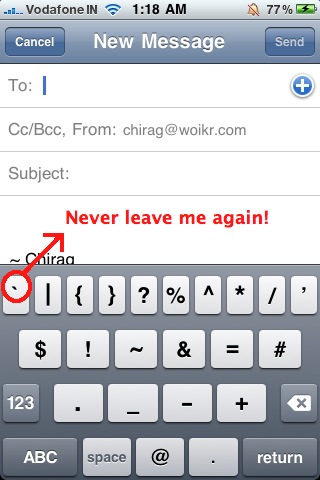 Vodafone IN 1:18 AM 77%
Cancel New Message Send
To:
Cc/Bcc, From: chirag@woikr.com
Subject:
Never leave me again!
~ Chirag
` | { } ? % ^ * / '
$ ! ~ & = #
123 . _ - +
ABC space @ . return